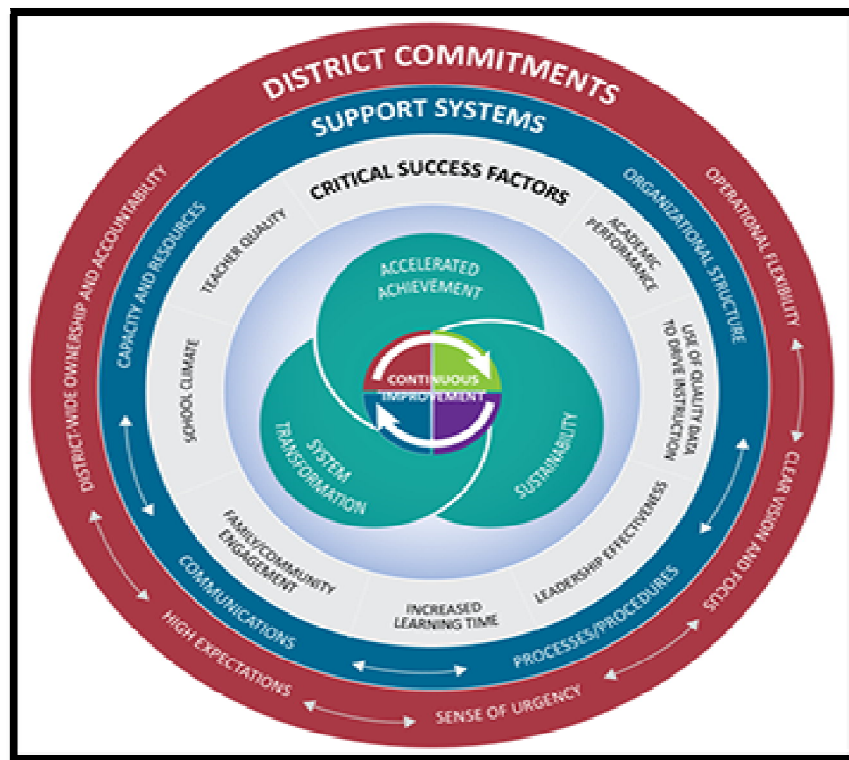 DISTRICT COMMITMENTS
DISTRICT-WIDE OWNERSHIP AND ACCOUNTABILITY
OPERATIONAL FLEXIBILITY
CLEAR VISION AND FOCUS
SENSE OF URGENCY
HIGH EXPECTATIONS
SUPPORT SYSTEMS
CAPACITY AND RESOURCES
ORGANIZATIONAL STRUCTURE
PROCESSES/PROCEDURES
COMMUNICATIONS
CRITICAL SUCCESS FACTORS
TEACHER QUALITY
ACADEMIC
PERFORMANCE
USE OF QUALITY DATA
TO DRIVE INSTRUCTION
LEADERSHIP EFFECTIVENESS
INCREASED
LEARNING TIME
FAMILY/COMMUNITY
ENGAGEMENT
SCHOOL CLIMATE
ACCELERATED
ACHIEVEMENT
SUSTAINABILITY
SYSTEM
TRANSFORMATION
CONTINUOUS
IMPROVEMENT